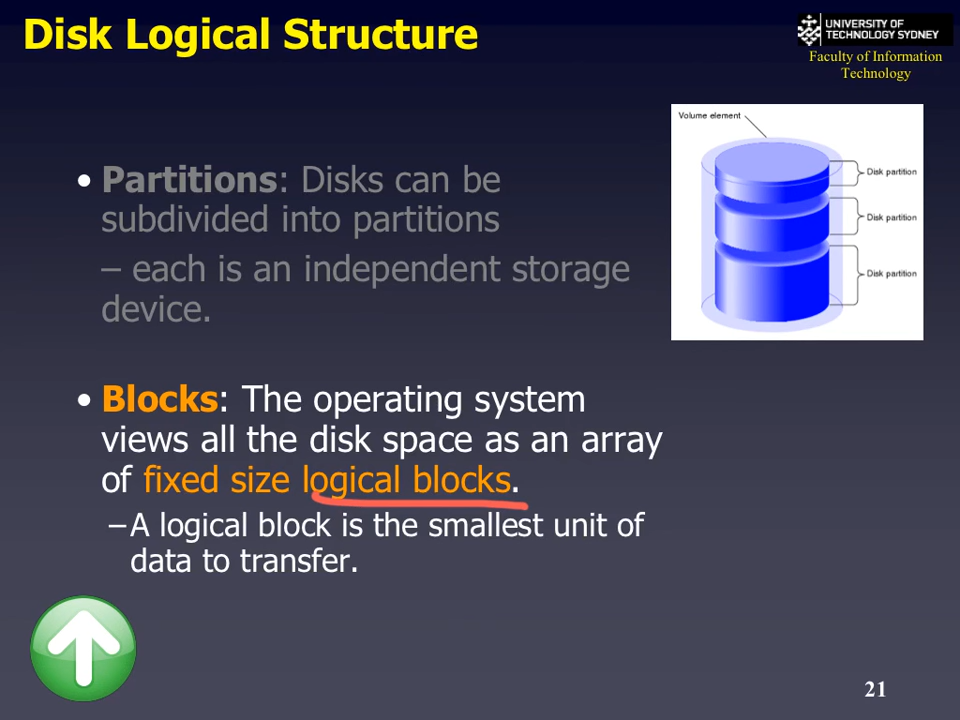 Disk Logical Structure
UNIVERSITY OF
TECHNOLOGY SYDNEY
Faculty of Information
Technology
• Partitions: Disks can be
subdivided into partitions
– each is an independent storage
device.
Volume element
Disk partition
Disk partition
Disk partition
• Blocks: The operating system
views all the disk space as an array
of fixed size logical blocks.
– A logical block is the smallest unit of
data to transfer.
21